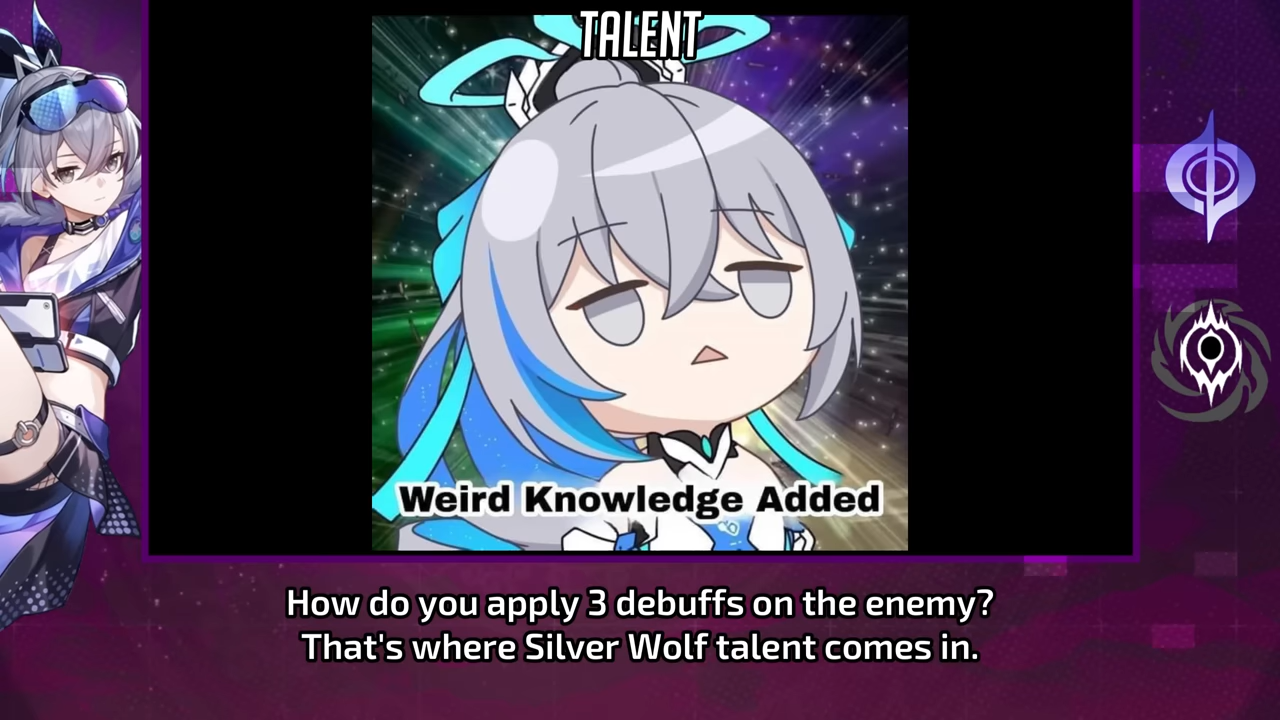 TALENT
Weird Knowledge Added
How do you apply 3 debuffs on the enemy?
That's where Silver Wolf talent comes in.